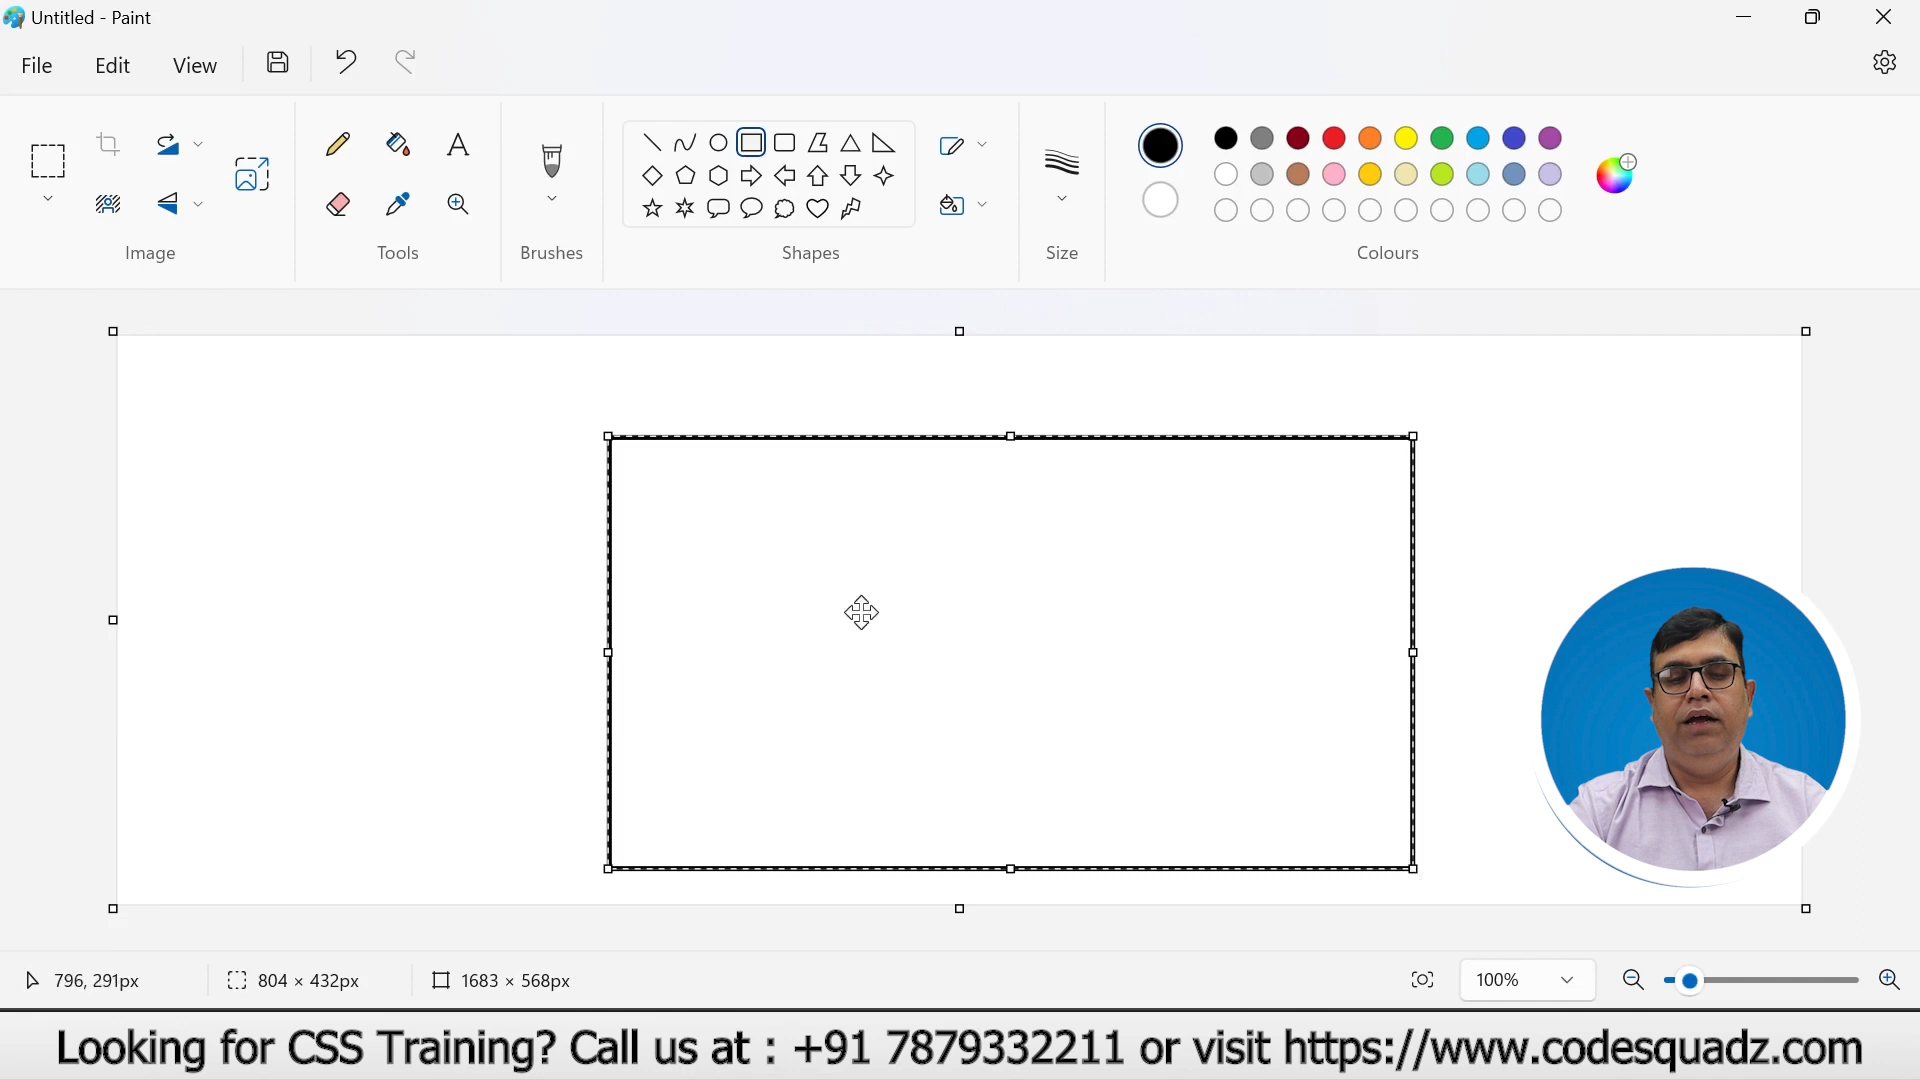 Untitled - Paint
File Edit View
Image Tools Brushes Shapes Size Colours
796, 291px 804 × 432px 1683 × 568px 100%
Looking for CSS Training? Call us at : +91 7879332211 or visit https://www.codesquadz.com